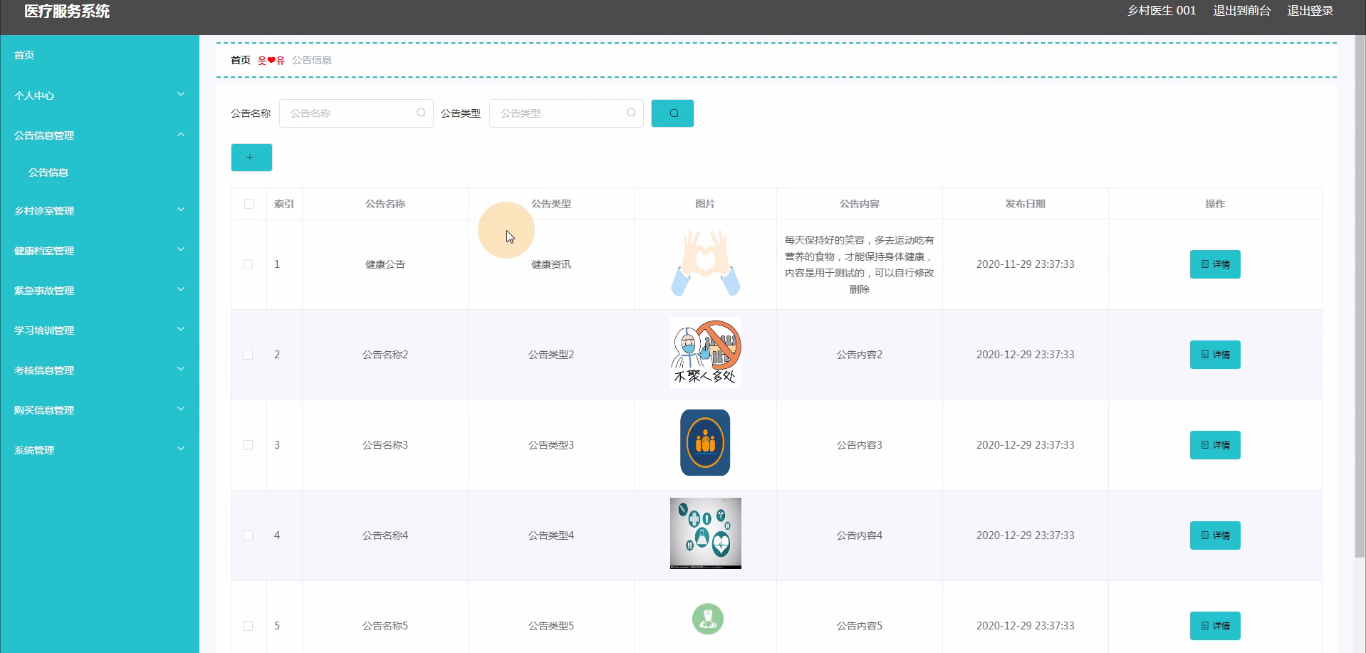 医疗服务系统
乡村医生 001 退出到前台 退出登录
首页
个人中心
公告信息管理
公告信息
乡村诊室管理
健康档案管理
紧急事故管理
学习培训管理
考核信息管理
购买信息管理
系统管理
首页 公告信息
公告名称 公告名称 公告类型 公告类型
+
索引 公告名称 公告类型 图片 公告内容 发布日期 操作
1 健康公告 健康资讯
每天保持好的笑容，多去运动吃有
营养的食物，才能保持身体健康，
内容是用于测试的，可以自行修改
删除
2020-11-29 23:37:33 详情
2 公告名称2 公告类型2
不聚人多处
公告内容2 2020-12-29 23:37:33 详情
3 公告名称3 公告类型3 公告内容3 2020-12-29 23:37:33 详情
4 公告名称4 公告类型4 公告内容4 2020-12-29 23:37:33 详情
5 公告名称5 公告类型5 公告内容5 2020-12-29 23:37:33 详情